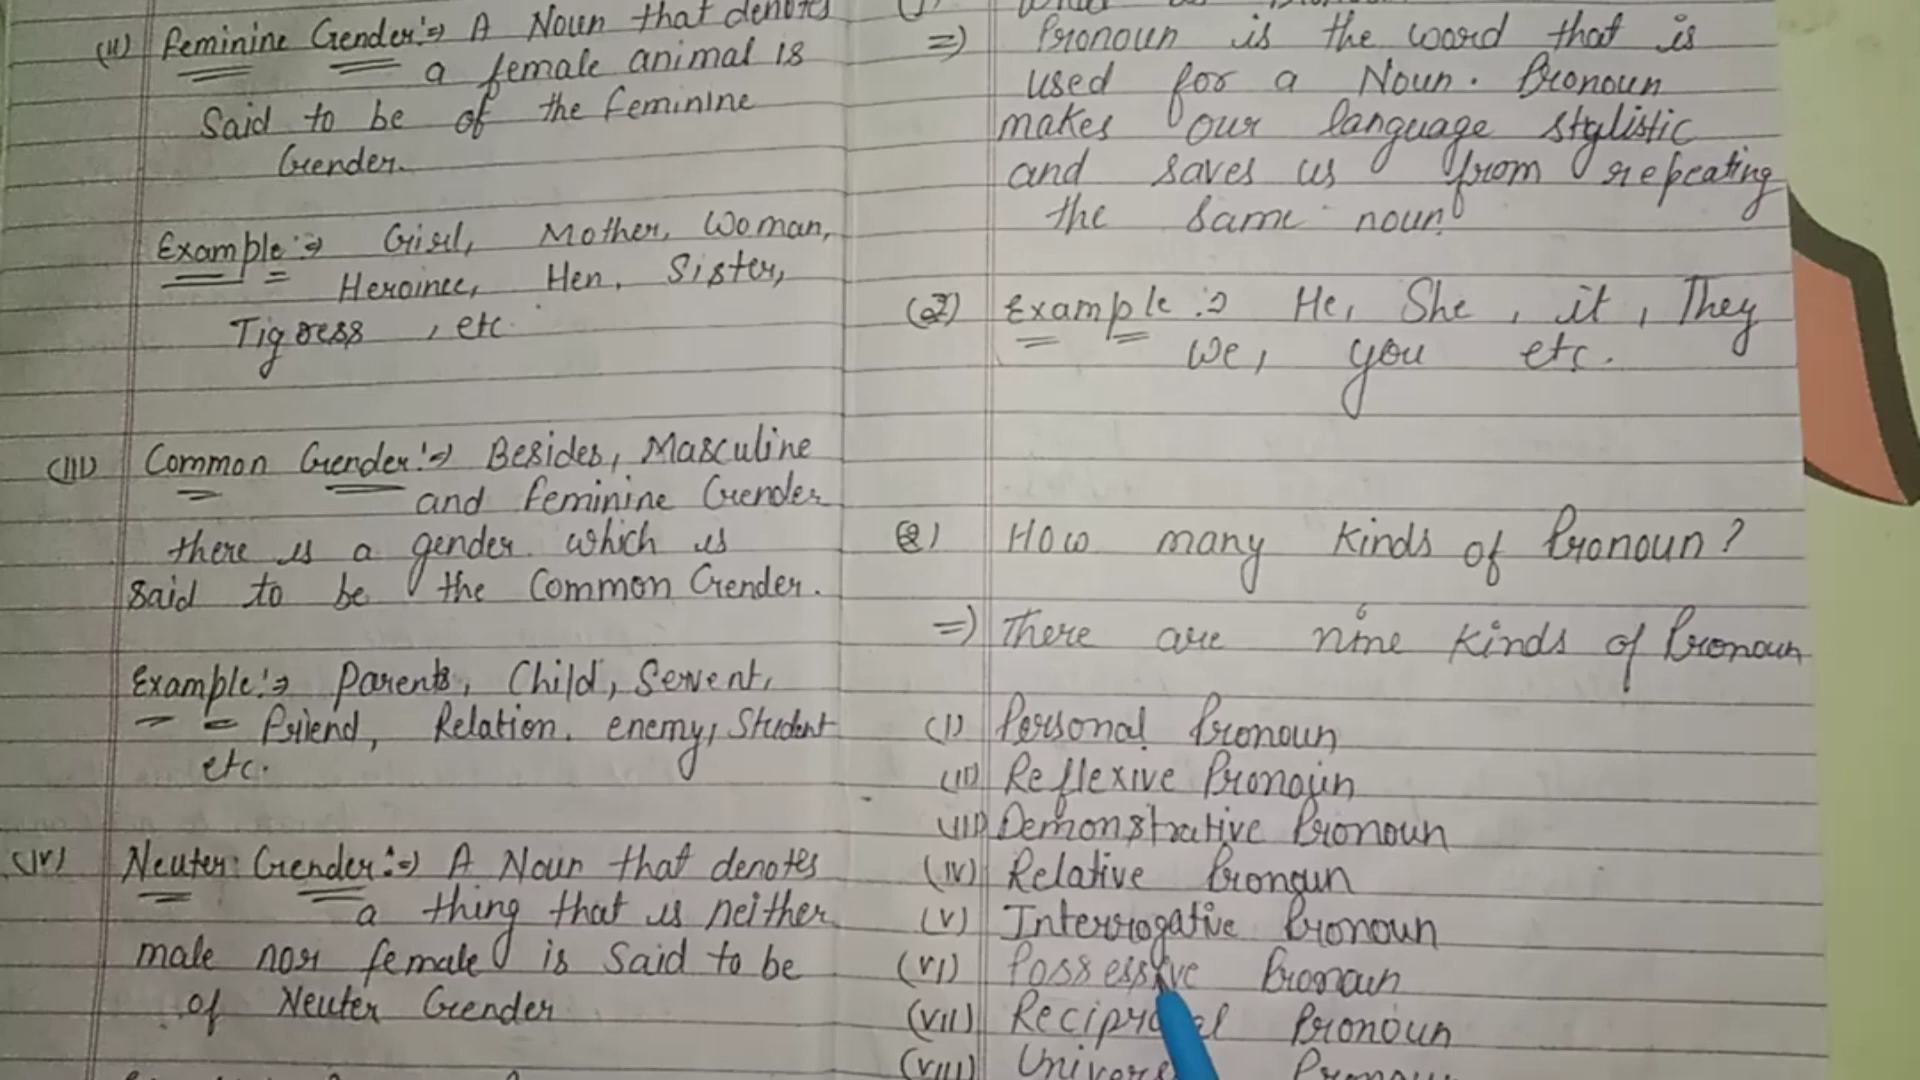 (II) Feminine Gender:⇒ A Noun that denotes
a female animal is
Said to be of the feminine
Gender.
Example:⇒ Girl, Mother, Woman,
Heroinee, Hen, Sister,
Tigress, etc.
(III) Common Gender:⇒ Besides, Masculine
and feminine Gender
there is a gender which is
said to be the Common Gender.
Example:⇒ Parents, Child, Servent,
Friend, Relation, enemy, Student
etc.
(IV) Neuter Gender:⇒ A Noun that denotes
a thing that is neither
male nor female is Said to be
of Neuter Gender
⇒) Pronoun is the word that is
used for a Noun. Pronoun
makes our language stylistic
and saves us from repeating
the same noun.
(2) Example:⇒ He, She, it, They
We, you etc.
(Q) How many kinds of Pronoun?
⇒) There are nine kinds of Pronoun
(I) Personal Pronoun
(II) Reflexive Pronoun
(III) Demonstrative Pronoun
(IV) Relative Pronoun
(V) Interrogative Pronoun
(VI) Possessive Pronoun
(VII) Reciprocal Pronoun
(VIII) Pronoun